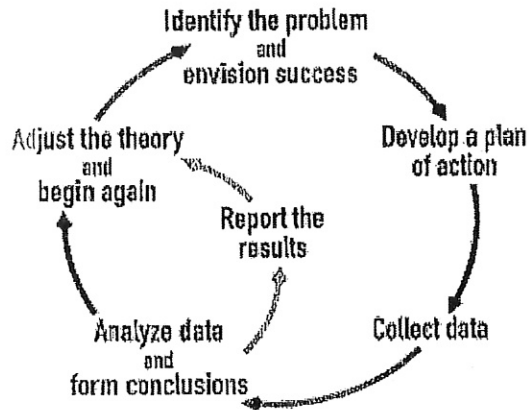 Identify the problem
and
envision success
Develop a plan
of action
Collect data
Analyze data
and
form conclusions
Report the
results
Adjust the theory
and
begin again